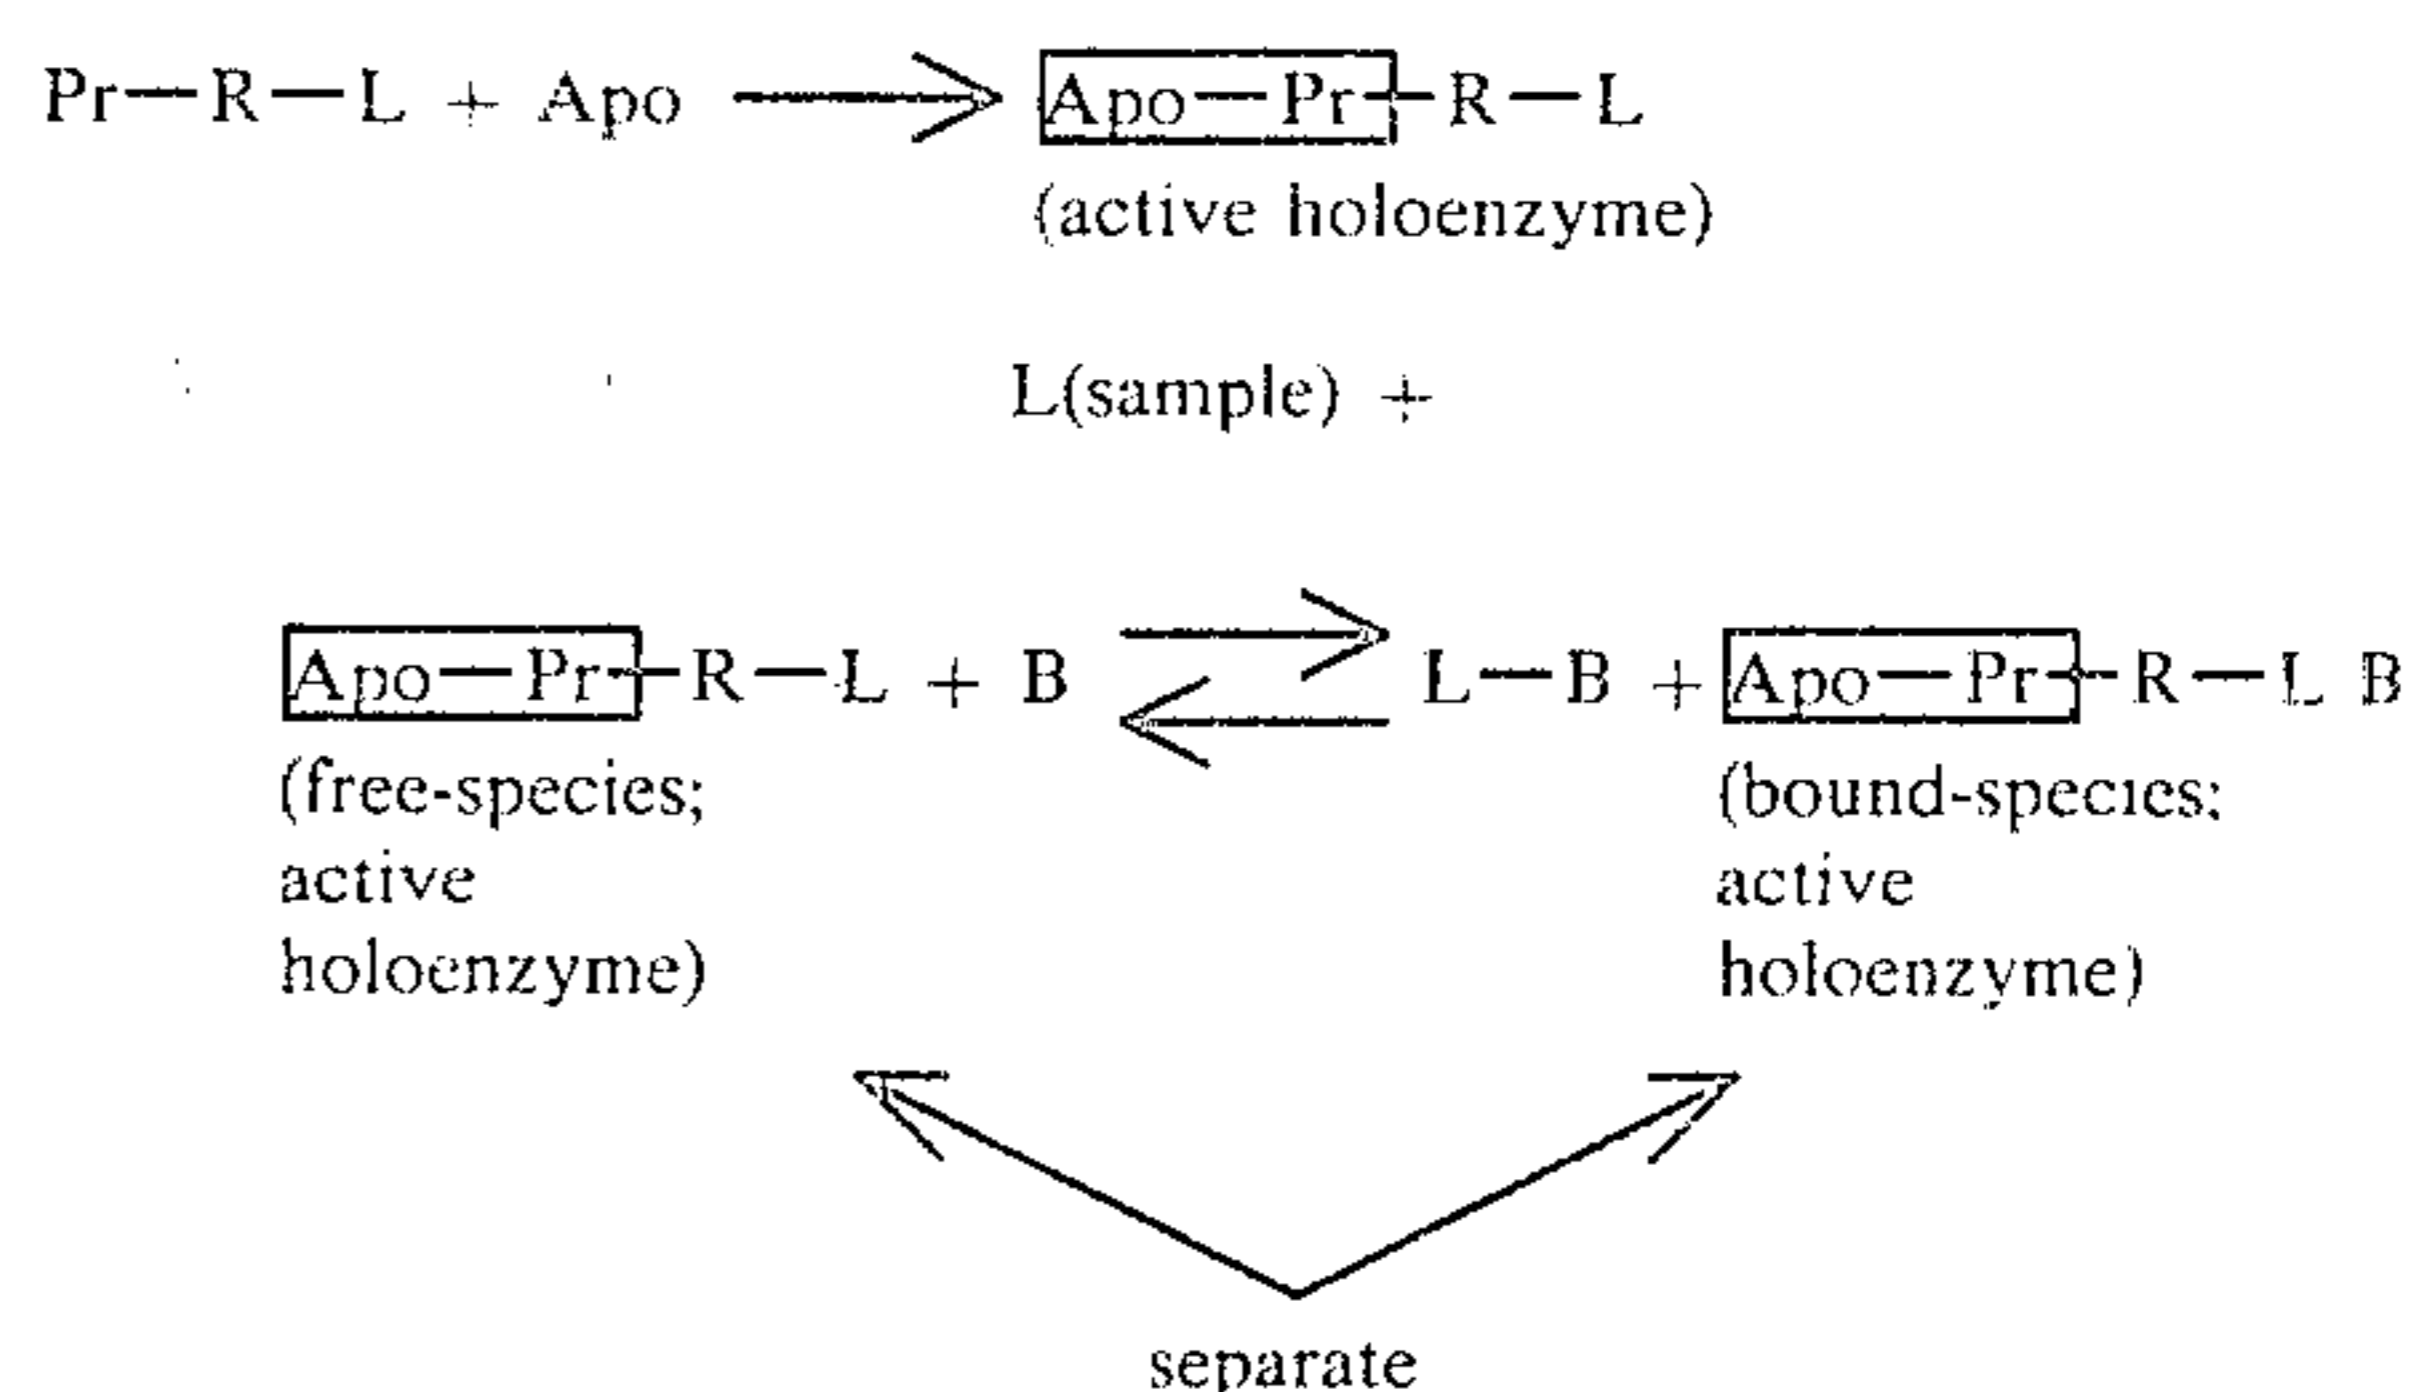 Pr—R—L + Apo ⟶ Apo—Pr—R—L
(active holoenzyme)
L(sample) +
Apo—Pr—R—L + B ⇌ L—B + Apo—Pr—R—L B
(free-species; (bound-species;
active active
holoenzyme) holoenzyme)
separate